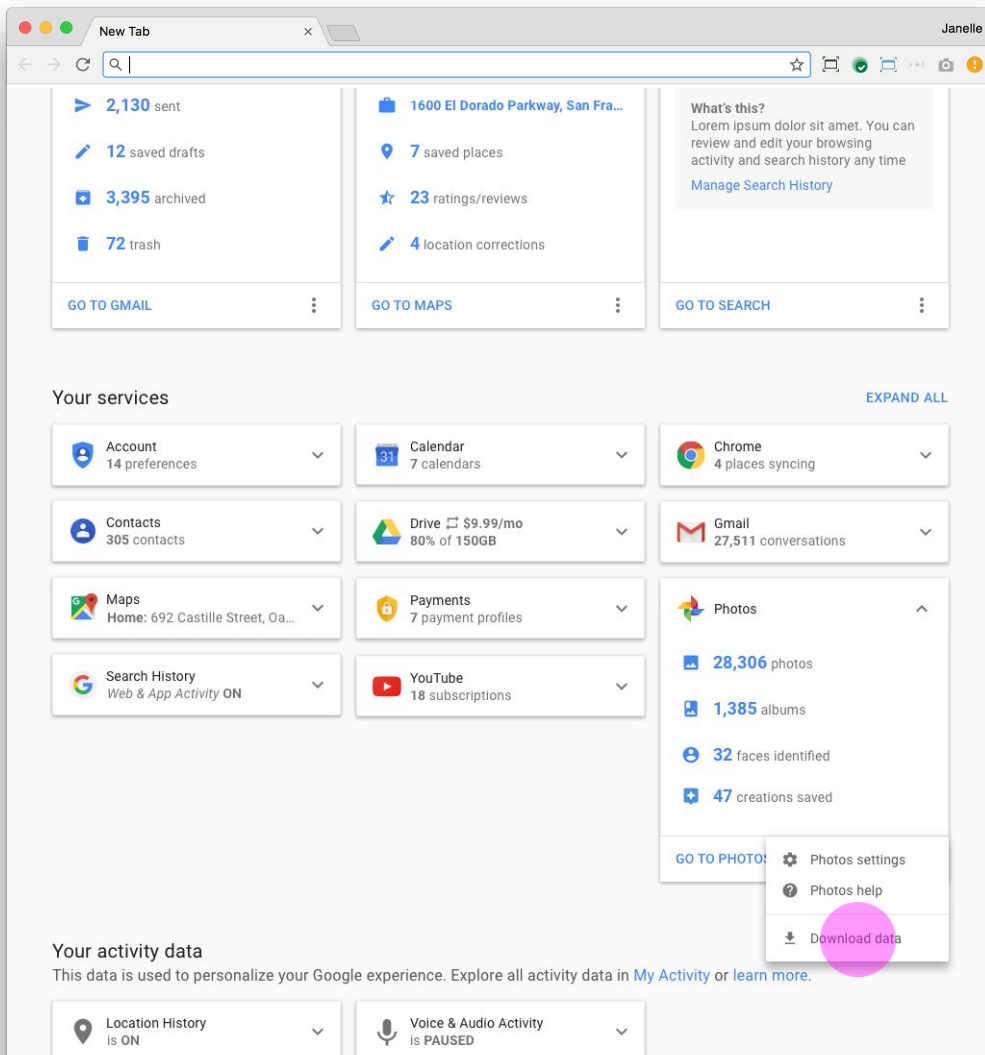 New Tab
Janelle
2,130 sent
12 saved drafts
3,395 archived
72 trash
GO TO GMAIL
1600 El Dorado Parkway, San Fra...
7 saved places
23 ratings/reviews
4 location corrections
GO TO MAPS
What's this?
Lorem ipsum dolor sit amet. You can
review and edit your browsing
activity and search history any time
Manage Search History
GO TO SEARCH
Your services
EXPAND ALL
Account
14 preferences
Calendar
31
7 calendars
Chrome
4 places syncing
Contacts
305 contacts
Drive $9.99/mo
80% of 150GB
Gmail
27,511 conversations
Maps
Home: 692 Castille Street, Oa...
Payments
7 payment profiles
Photos
28,306 photos
1,385 albums
32 faces identified
47 creations saved
GO TO PHOTOS
Photos settings
Photos help
Download data
Search History
Web & App Activity ON
YouTube
18 subscriptions
Your activity data
This data is used to personalize your Google experience. Explore all activity data in My Activity or learn more.
Location History
is ON
Voice & Audio Activity
is PAUSED